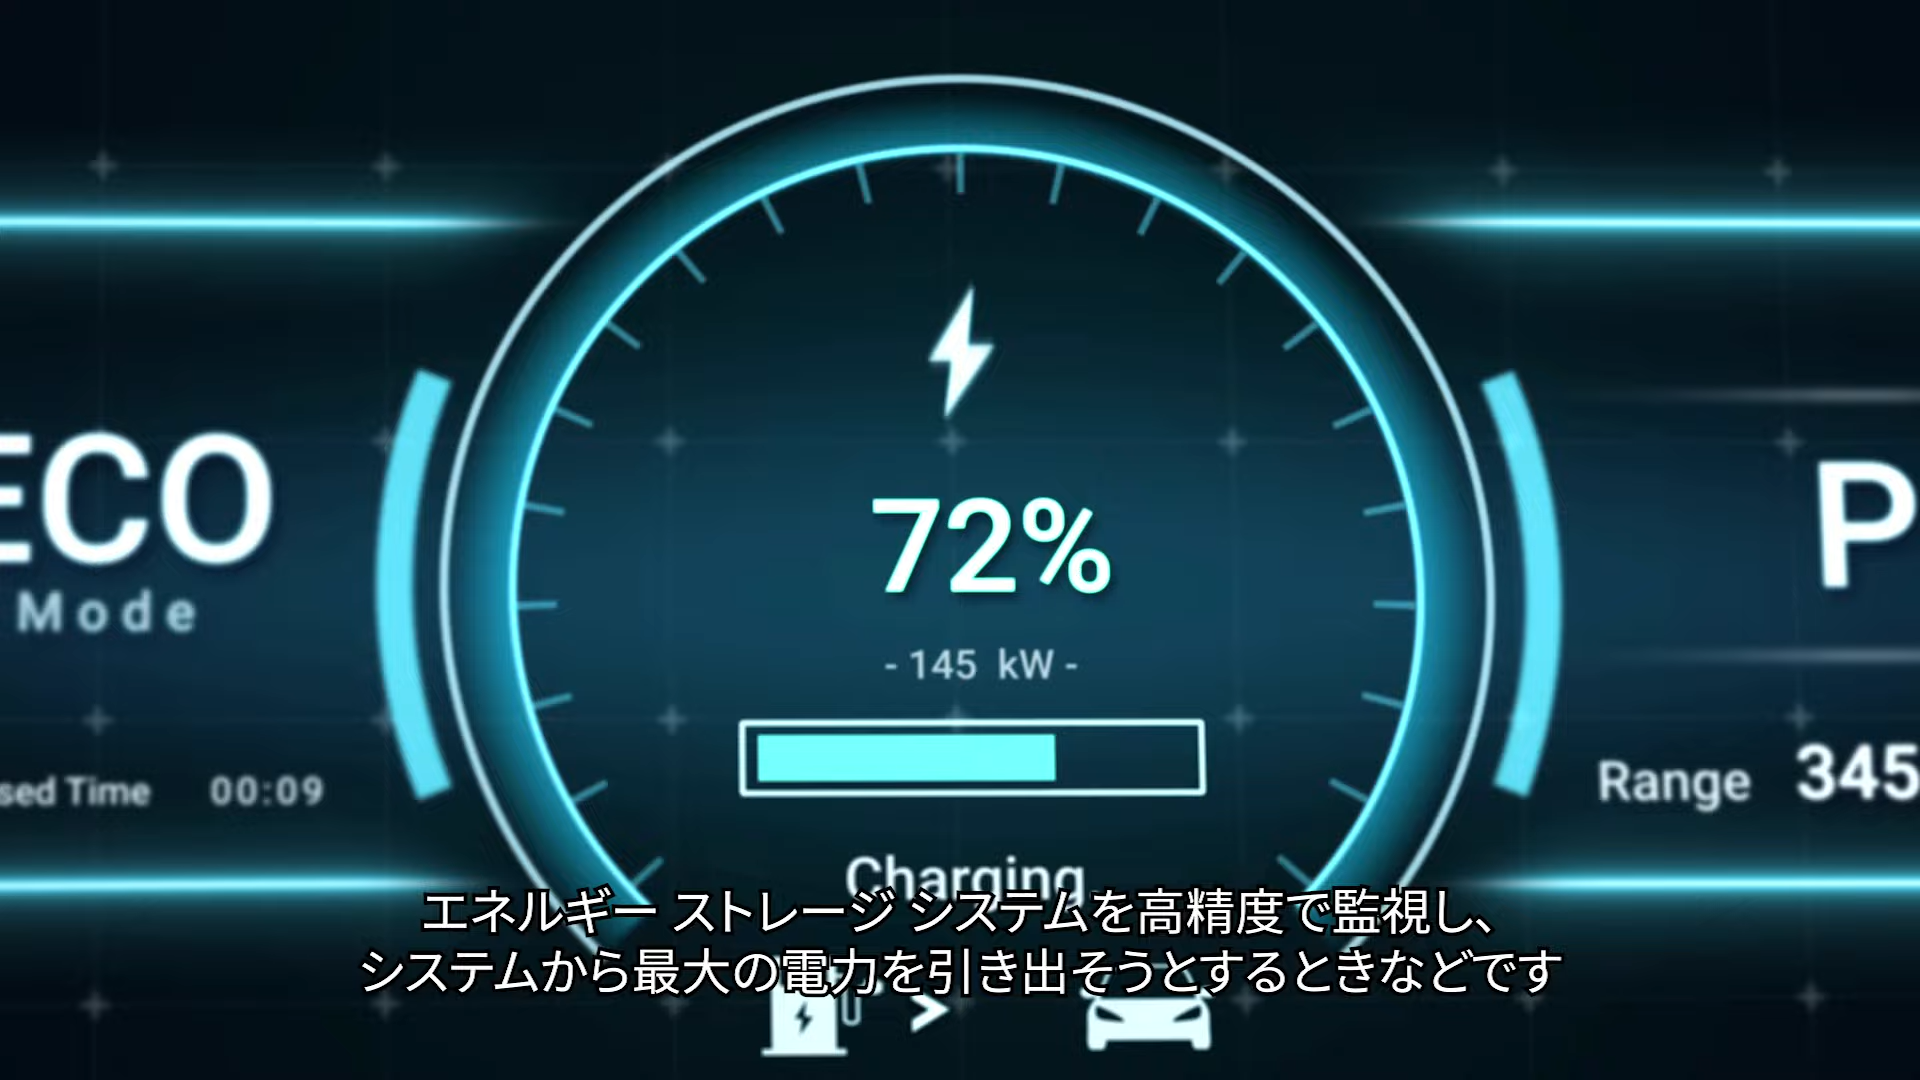 ECO
Mode
sed Time 00:09
72%
- 145 kW -
Charging
P
Range 345
エネルギー ストレージ システムを高精度で監視し、
システムから最大の電力を引き出そうとするときなどです